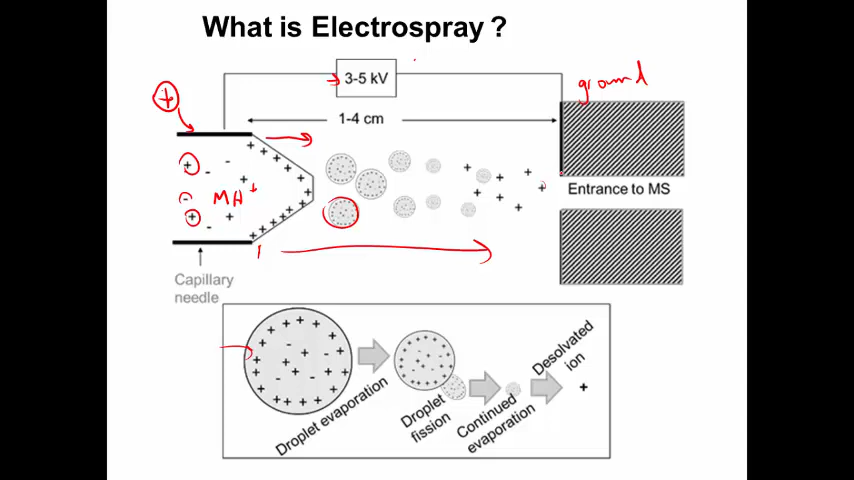 What is Electrospray ?
3-5 kV
ground
1-4 cm
MH+
Entrance to MS
Capillary
needle
Droplet evaporation
Droplet
fission
Continued
evaporation
Desolvated
ion